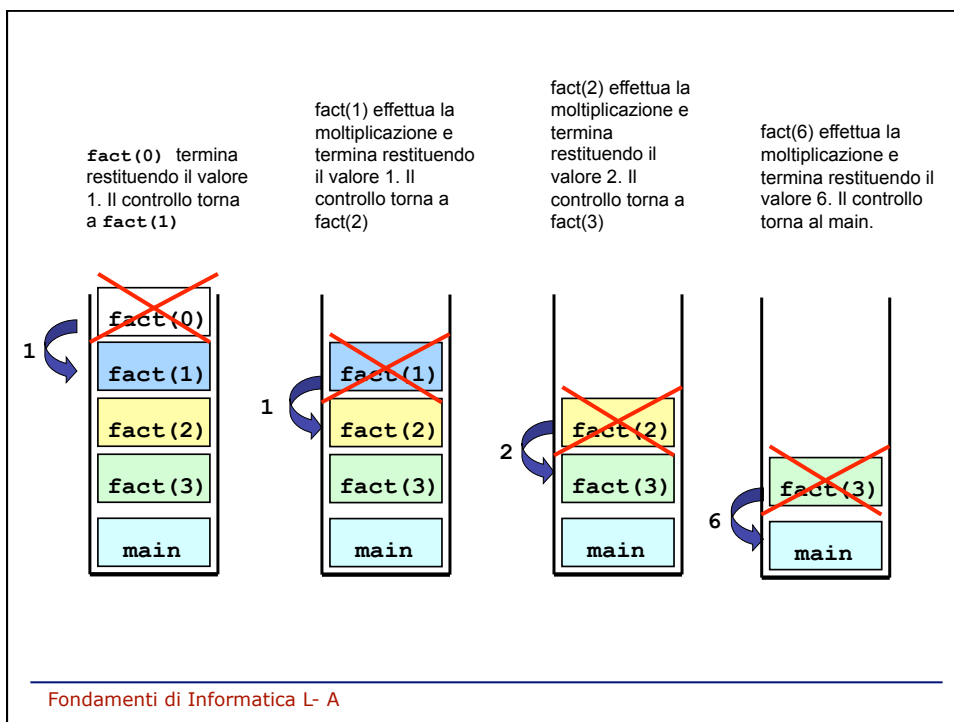 fact(0) termina
restituendo il valore
1. Il controllo torna
a fact(1)
fact(1) effettua la
moltiplicazione e
termina restituendo
il valore 1. Il
controllo torna a
fact(2)
fact(2) effettua la
moltiplicazione e
termina
restituendo il
valore 2. Il
controllo torna a
fact(3)
fact(6) effettua la
moltiplicazione e
termina restituendo il
valore 6. Il controllo
torna al main.
1
fact(0)
fact(1)
fact(2)
fact(3)
main
1
fact(1)
fact(2)
fact(3)
main
2
fact(2)
fact(3)
main
6
fact(3)
main
Fondamenti di Informatica L- A